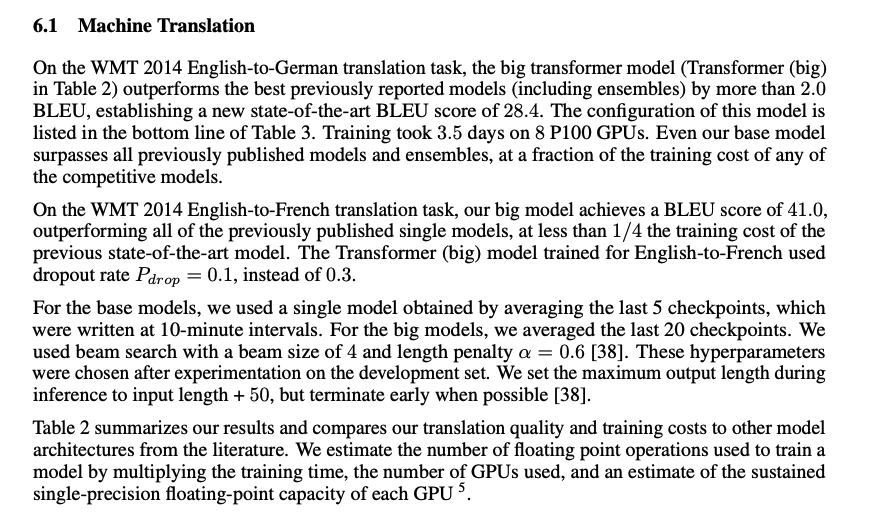 6.1 Machine Translation
On the WMT 2014 English-to-German translation task, the big transformer model (Transformer (big)
in Table 2) outperforms the best previously reported models (including ensembles) by more than 2.0
BLEU, establishing a new state-of-the-art BLEU score of 28.4. The configuration of this model is
listed in the bottom line of Table 3. Training took 3.5 days on 8 P100 GPUs. Even our base model
surpasses all previously published models and ensembles, at a fraction of the training cost of any of
the competitive models.
On the WMT 2014 English-to-French translation task, our big model achieves a BLEU score of 41.0,
outperforming all of the previously published single models, at less than 1/4 the training cost of the
previous state-of-the-art model. The Transformer (big) model trained for English-to-French used
dropout rate P_drop = 0.1, instead of 0.3.
For the base models, we used a single model obtained by averaging the last 5 checkpoints, which
were written at 10-minute intervals. For the big models, we averaged the last 20 checkpoints. We
used beam search with a beam size of 4 and length penalty α = 0.6 [38]. These hyperparameters
were chosen after experimentation on the development set. We set the maximum output length during
inference to input length + 50, but terminate early when possible [38].
Table 2 summarizes our results and compares our translation quality and training costs to other model
architectures from the literature. We estimate the number of floating point operations used to train a
model by multiplying the training time, the number of GPUs used, and an estimate of the sustained
single-precision floating-point capacity of each GPU ⁵.